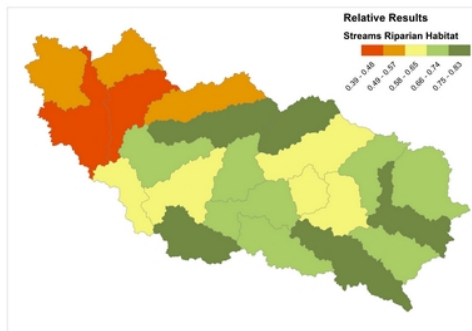 Relative Results
Streams Riparian Habitat
0.39 - 0.48
0.49 - 0.57
0.58 - 0.65
0.66 - 0.74
0.75 - 0.83